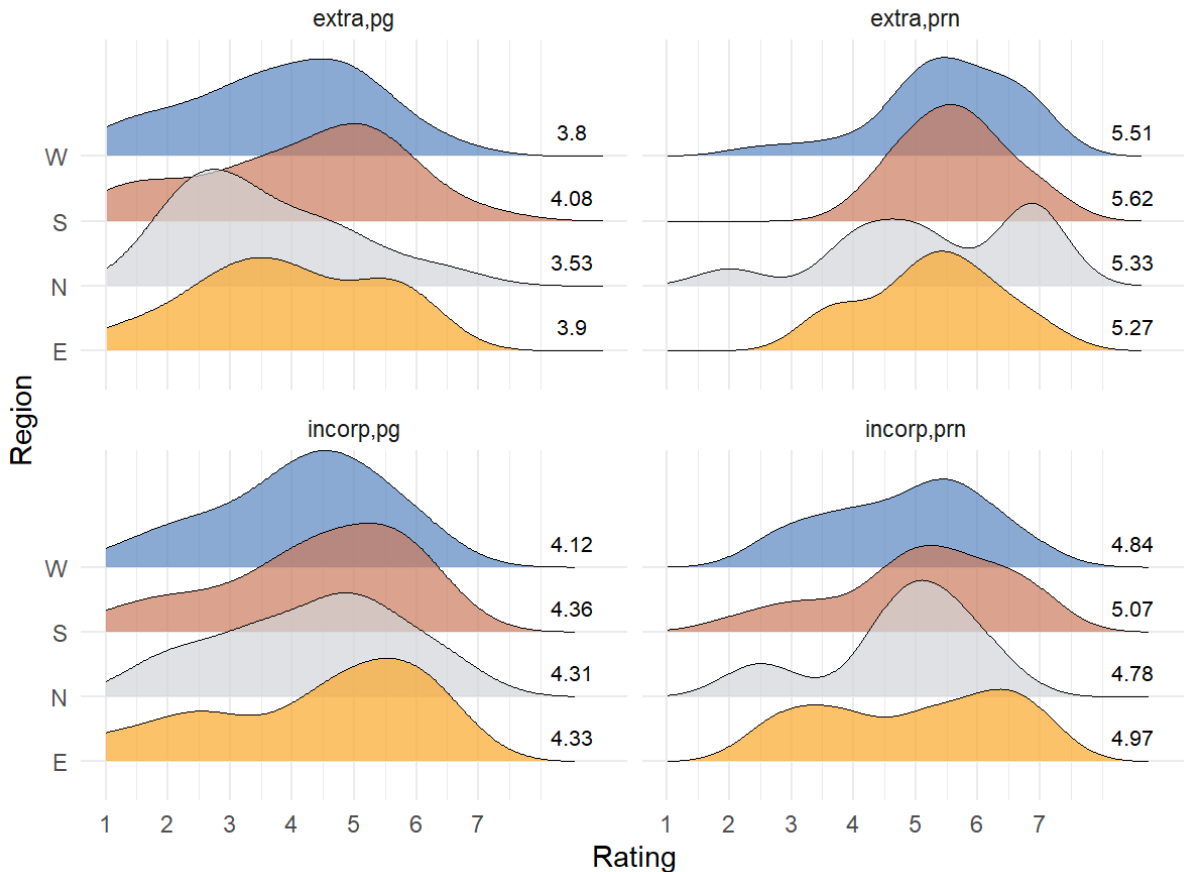 extra,pg
extra,prn
W
3.8
5.51
S
4.08
5.62
N
3.53
5.33
E
3.9
5.27
Region
incorp,pg
incorp,prn
W
4.12
4.84
S
4.36
5.07
N
4.31
4.78
E
4.33
4.97
1 2 3 4 5 6 7
1 2 3 4 5 6 7
Rating